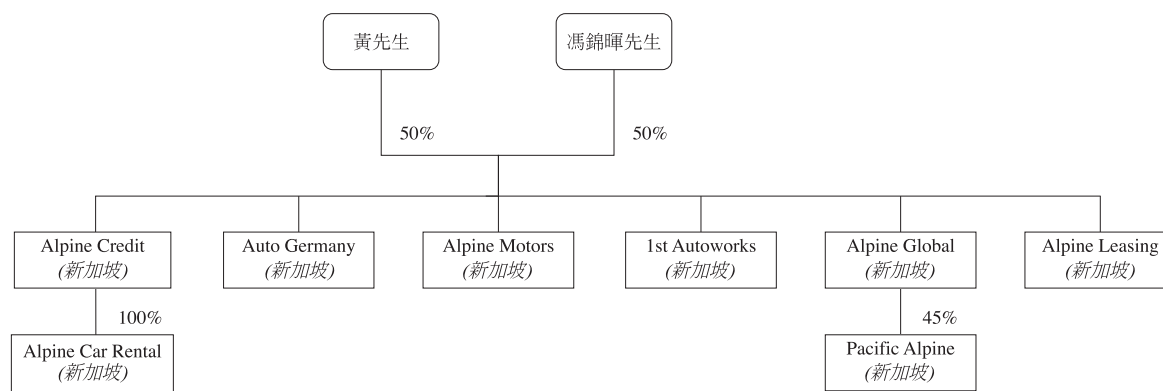 黃先生
馮錦暉先生
50%
50%
Alpine Credit
(新加坡)
Auto Germany
(新加坡)
Alpine Motors
(新加坡)
1st Autoworks
(新加坡)
Alpine Global
(新加坡)
Alpine Leasing
(新加坡)
100%
45%
Alpine Car Rental
(新加坡)
Pacific Alpine
(新加坡)